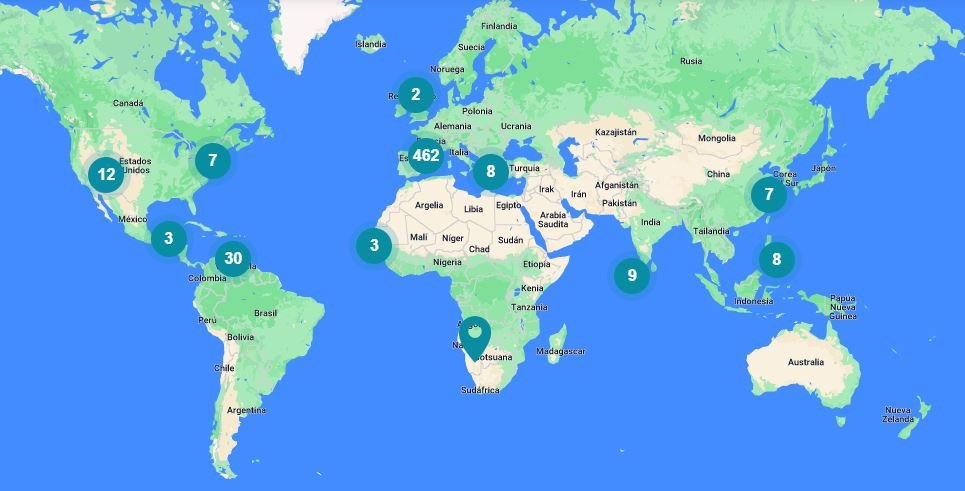 Islandia
Finlandia
Suecia
Noruega
Rusia
2
Canadá
Polonia
Alemania
Ucrania
Kazajistán
Mongolia
462
Italia
7
Estados
Unidos
12
8
Turquía
China
Corea
Sur
Japón
Afganistán
Irak
Irán
Pakistán
7
Argelia
Libia
Egipto
Arabia
Saudita
México
3
India
Tailandia
3
Malí
Níger
Sudán
Chad
30
Colombia
Nigeria
Etiopía
9
8
Kenia
Indonesia
Papúa
Nueva
Guinea
Tanzania
Perú
Brasil
Bolivia
Madagascar
Chile
Australia
Sudáfrica
Argentina
Nueva
Zelanda